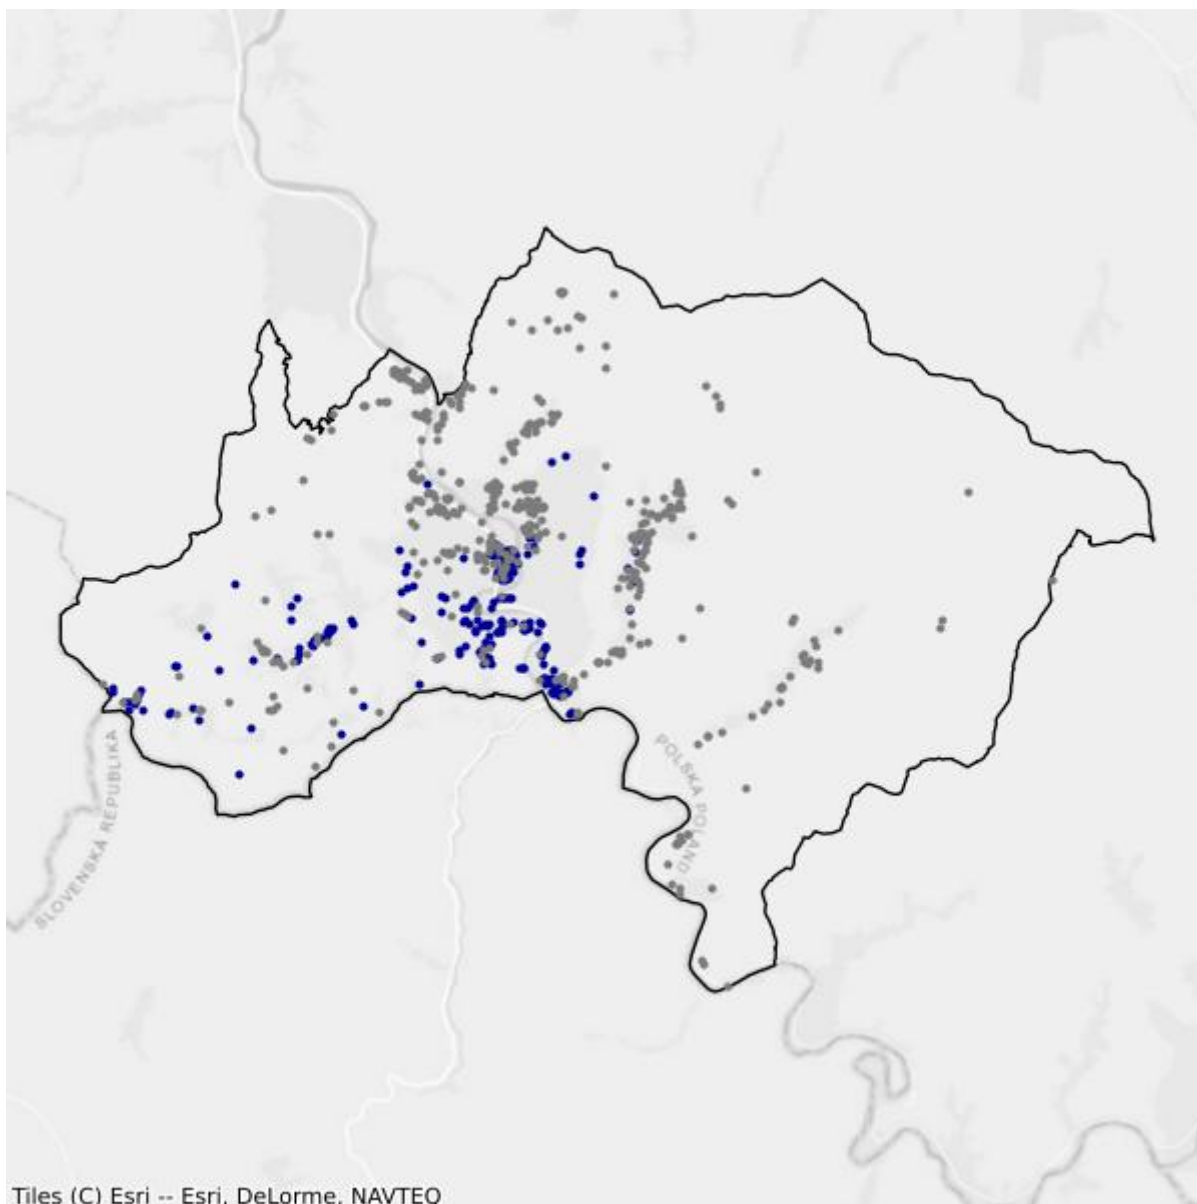 POLSKA POLAND
SLOVENSKÁ REPUBLIKA
Tiles (C) Esri -- Esri, DeLorme, NAVTEQ